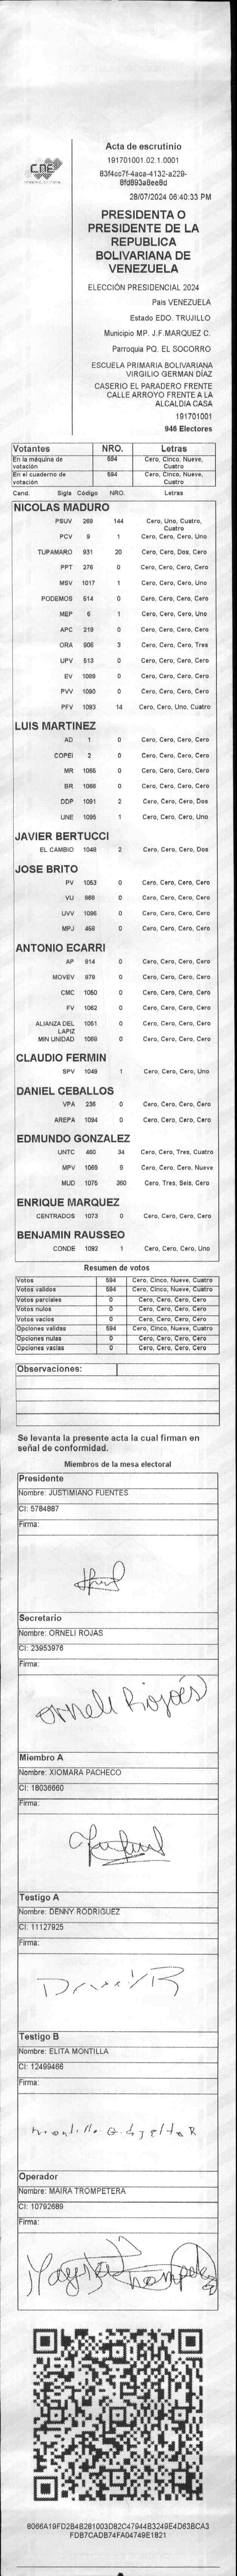 CNE
Acta de escrutinio
191701001.02.1.0001
83f4cc7f-4aca-4132-a229-
8fd893a8ee8d
28/07/2024 06:40:33 PM
PRESIDENTA O
PRESIDENTE DE LA
REPUBLICA
BOLIVARIANA DE
VENEZUELA
ELECCIÓN PRESIDENCIAL 2024
Pais VENEZUELA
Estado EDO. TRUJILLO
Municipio MP. J.F.MARQUEZ C.
Parroquia PQ. EL SOCORRO
ESCUELA PRIMARIA BOLIVARIANA
VIRGILIO GERMAN DIAZ
CASERIO EL PARADERO FRENTE
CALLE ARROYO FRENTE A LA
ALCALDIA CASA
191701001
946 Electores
Votantes NRO. Letras
En la máquina de votación 594 Cero, Cinco, Nueve, Cuatro
En el cuaderno de votación 594 Cero, Cinco, Nueve, Cuatro
Cand. Sigla Código NRO. Letras
NICOLAS MADURO
PSUV 269 144 Cero, Uno, Cuatro, Cuatro
PCV 9 1 Cero, Cero, Cero, Uno
TUPAMARO 931 20 Cero, Cero, Dos, Cero
PPT 276 0 Cero, Cero, Cero, Cero
MSV 1017 1 Cero, Cero, Cero, Uno
PODEMOS 514 0 Cero, Cero, Cero, Cero
MEP 6 1 Cero, Cero, Cero, Uno
APC 219 0 Cero, Cero, Cero, Cero
ORA 906 3 Cero, Cero, Cero, Tres
UPV 513 0 Cero, Cero, Cero, Cero
EV 1089 0 Cero, Cero, Cero, Cero
PVV 1090 0 Cero, Cero, Cero, Cero
PFV 1093 14 Cero, Cero, Uno, Cuatro
LUIS MARTINEZ
AD 1 0 Cero, Cero, Cero, Cero
COPEI 2 0 Cero, Cero, Cero, Cero
MR 1065 0 Cero, Cero, Cero, Cero
BR 1066 0 Cero, Cero, Cero, Cero
DDP 1091 2 Cero, Cero, Cero, Dos
UNE 1095 1 Cero, Cero, Cero, Uno
JAVIER BERTUCCI
EL CAMBIO 1048 2 Cero, Cero, Cero, Dos
JOSE BRITO
PV 1053 0 Cero, Cero, Cero, Cero
VU 868 0 Cero, Cero, Cero, Cero
UVV 1096 0 Cero, Cero, Cero, Cero
MPJ 458 0 Cero, Cero, Cero, Cero
ANTONIO ECARRI
AP 914 0 Cero, Cero, Cero, Cero
MOVEV 979 0 Cero, Cero, Cero, Cero
CMC 1050 0 Cero, Cero, Cero, Cero
FV 1062 0 Cero, Cero, Cero, Cero
ALIANZA DEL LAPIZ 1051 0 Cero, Cero, Cero, Cero
MIN UNIDAD 1069 0 Cero, Cero, Cero, Cero
CLAUDIO FERMIN
SPV 1049 1 Cero, Cero, Cero, Uno
DANIEL CEBALLOS
VPA 236 0 Cero, Cero, Cero, Cero
AREPA 1094 0 Cero, Cero, Cero, Cero
EDMUNDO GONZALEZ
UNTC 460 34 Cero, Cero, Tres, Cuatro
MPV 1069 9 Cero, Cero, Cero, Nueve
MUD 1075 360 Cero, Tres, Seis, Cero
ENRIQUE MARQUEZ
CENTRADOS 1073 0 Cero, Cero, Cero, Cero
BENJAMIN RAUSSEO
CONDE 1092 1 Cero, Cero, Cero, Uno
Resumen de votos
Votos 594 Cero, Cinco, Nueve, Cuatro
Votos validos 594 Cero, Cinco, Nueve, Cuatro
Votos parciales 0 Cero, Cero, Cero, Cero
Votos nulos 0 Cero, Cero, Cero, Cero
Votos vacios 0 Cero, Cero, Cero, Cero
Opciones validas 594 Cero, Cinco, Nueve, Cuatro
Opciones nulas 0 Cero, Cero, Cero, Cero
Opciones vacias 0 Cero, Cero, Cero, Cero
Observaciones:
Se levanta la presente acta la cual firman en
señal de conformidad.
Miembros de la mesa electoral
Presidente
Nombre: JUSTIMIANO FUENTES
CI: 5784887
Firma:
Secretario
Nombre: ORNELI ROJAS
CI: 23953976
Firma:
Orneli Rojas
Miembro A
Nombre: XIOMARA PACHECO
CI: 18036660
Firma:
Testigo A
Nombre: DENNY RODRIGUEZ
CI: 11127925
Firma:
Testigo B
Nombre: ELITA MONTILLA
CI: 12499466
Firma:
Operador
Nombre: MAIRA TROMPETERA
CI: 10792689
Firma:
8066A19FD2B4B281003D82C47944B3249E4D63BCA3
FDB7CADB74FA04749E1821